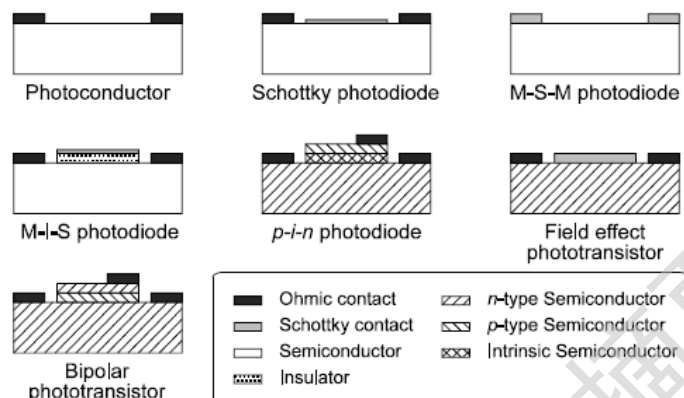 Photoconductor
Schottky photodiode
M-S-M photodiode
M-I-S photodiode
p-i-n photodiode
Field effect
phototransistor
Bipolar
phototransistor
Ohmic contact
Schottky contact
Semiconductor
Insulator
n-type Semiconductor
p-type Semiconductor
Intrinsic Semiconductor
摘